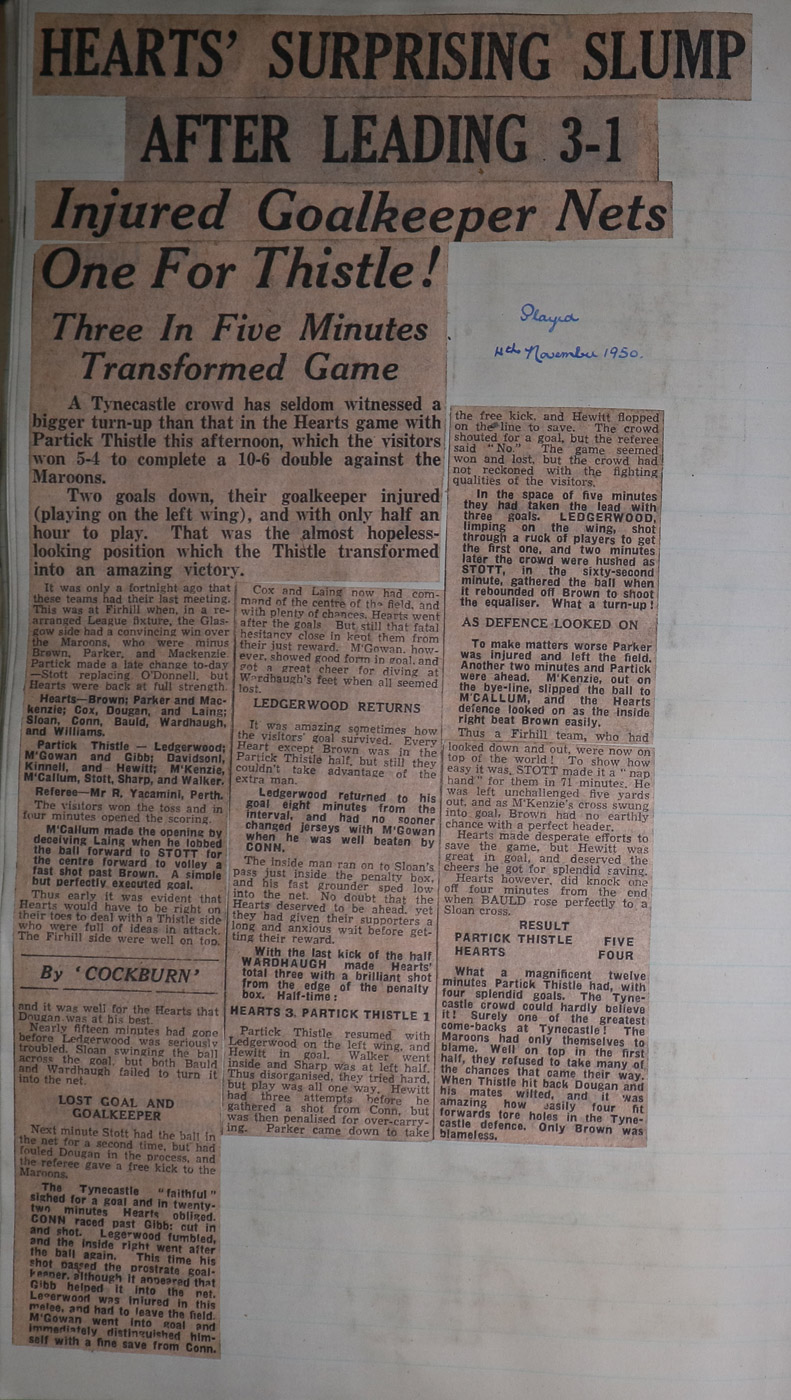 HEARTS' SURPRISING SLUMP
AFTER LEADING 3-1
Injured Goalkeeper Nets
One For Thistle!
Three In Five Minutes
Transformed Game
Played
4th November 1950.
A Tynecastle crowd has seldom witnessed a
bigger turn-up than that in the Hearts game with
Partick Thistle this afternoon, which the visitors
won 5-4 to complete a 10-6 double against the
Maroons.
Two goals down, their goalkeeper injured
(playing on the left wing), and with only half an
hour to play. That was the almost hopeless-
looking position which the Thistle transformed
into an amazing victory.
It was only a fortnight ago that
these teams had their last meeting.
This was at Firhill when, in a re-
arranged League fixture, the Glas-
gow side had a convincing win over
the Maroons, who were minus
Brown, Parker, and Mackenzie.
Partick made a late change to-day
—Stott replacing O'Donnell, but
Hearts were back at full strength.
Hearts—Brown; Parker and Mac-
kenzie; Cox, Dougan, and Laing;
Sloan, Conn, Bauld, Wardhaugh,
and Williams.
Partick Thistle — Ledgerwood;
M'Gowan and Gibb; Davidsonl,
Kinnell, and Hewitt; M'Kenzie,
M'Callum, Stott, Sharp, and Walker.
Referee—Mr R. Yacamini, Perth.
The visitors won the toss and in
four minutes opened the scoring.
M'Callum made the opening by
deceiving Laing when he lobbed
the ball forward to STOTT for
the centre forward to volley a
fast shot past Brown. A simple
but perfectly executed goal.
Thus early it was evident that
Hearts would have to be right on
their toes to deal with a Thistle side
who were full of ideas in attack.
The Firhill side were well on top,
By 'COCKBURN'
and it was well for the Hearts that
Dougan was at his best.
Nearly fifteen minutes had gone
before Ledgerwood was seriously
troubled. Sloan swinging the ball
across the goal, but both Bauld
and Wardhaugh failed to turn it
into the net.
LOST GOAL AND
GOALKEEPER
Next minute Stott had the ball in
the net for a second time, but had
fouled Dougan in the process, and
the referee gave a free kick to the
Maroons.
The Tynecastle "faithful"
sighed for a goal and in twenty-
two minutes Hearts obliged.
CONN raced past Gibb; cut in
and shot. Legerwood fumbled,
and the inside right went after
the ball again. This time his
shot passed the prostrate goal-
keeper, although it appeared that
Gibb helped it into the net.
Legerwood was injured in this
melee, and had to leave the field.
M'Gowan went into goal and
immediately distinguished him-
self with a fine save from Conn.
Cox and Laing now had com-
mand of the centre of the field, and
with plenty of chances, Hearts went
after the goals. But still that fatal
hesitancy close in kept them from
their just reward. M'Gowan, how-
ever, showed good form in goal, and
got a great cheer for diving at
Wardhaugh's feet when all seemed
lost.
LEDGERWOOD RETURNS
It was amazing sometimes how
the visitors' goal survived. Every
Heart except Brown was in the
Partick Thistle half, but still they
couldn't take advantage of the
extra man.
Ledgerwood returned to his
goal eight minutes from the
interval, and had no sooner
changed jerseys with M'Gowan
when he was well beaten by
CONN.
The inside man ran on to Sloan's
pass just inside the penalty box,
and his fast grounder sped low
into the net. No doubt that the
Hearts deserved to be ahead, yet
they had given their supporters a
long and anxious wait before get-
ting their reward.
With the last kick of the half
WARDHAUGH made Hearts'
total three with a brilliant shot
from the edge of the penalty
box. Half-time:
HEARTS 3, PARTICK THISTLE 1
Partick Thistle resumed with
Ledgerwood on the left wing, and
Hewitt in goal. Walker went
inside and Sharp was at left half.
Thus disorganised, they tried hard,
but play was all one way. Hewitt
had three attempts before he
gathered a shot from Conn, but
was then penalised for over-carry-
ing. Parker came down to take
the free kick, and Hewitt flopped
on the line to save. The crowd
shouted for a goal, but the referee
said "No." The game seemed
won and lost, but the crowd had
not reckoned with the fighting
qualities of the visitors.
In the space of five minutes
they had taken the lead with
three goals. LEDGERWOOD,
limping on the wing, shot
through a ruck of players to get
the first one, and two minutes
later the crowd were hushed as
STOTT, in the sixty-second
minute, gathered the ball when
it rebounded off Brown to shoot
the equaliser. What a turn-up!
AS DEFENCE LOOKED ON
To make matters worse Parker
was injured and left the field.
Another two minutes and Partick
were ahead. M'Kenzie, out on
the bye-line, slipped the ball to
M'CALLUM, and the Hearts
defence looked on as the inside
right beat Brown easily.
Thus a Firhill team, who had
looked down and out, were now on
top of the world! To show how
easy it was, STOTT made it a "nap
hand" for them in 71 minutes. He
was left unchallenged five yards
out, and as M'Kenzie's cross swung
into goal, Brown had no earthly
chance with a perfect header.
Hearts made desperate efforts to
save the game, but Hewitt was
great in goal, and deserved the
cheers he got for splendid saving.
Hearts however, did knock one
off four minutes from the end,
when BAULD rose perfectly to a
Sloan cross.
RESULT
PARTICK THISTLE FIVE
HEARTS FOUR
What a magnificent twelve
minutes Partick Thistle had, with
four splendid goals. The Tyne-
castle crowd could hardly believe
it! Surely one of the greatest
come-backs at Tynecastle! The
Maroons had only themselves to
blame. Well on top in the first
half, they refused to take many of
the chances that came their way.
When Thistle hit back Dougan and
his mates wilted, and it was
amazing how easily four fit
forwards tore holes in the Tyne-
castle defence. Only Brown was
blameless.